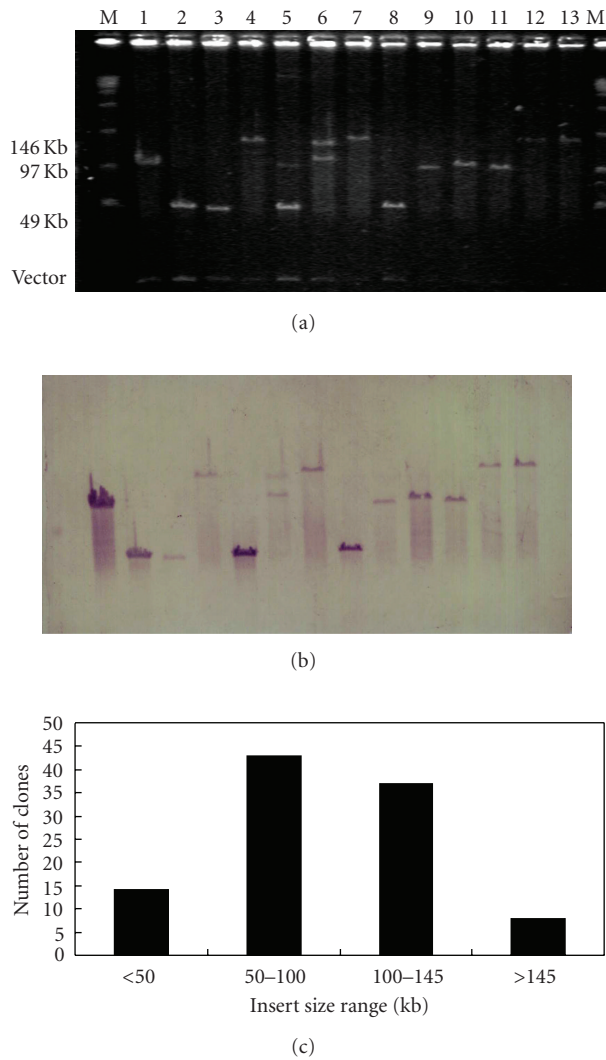 M 1 2 3 4 5 6 7 8 9 10 11 12 13 M
146 Kb
97 Kb
49 Kb
Vector
(a)
(b)
50
45
40
35
30
25
20
15
10
5
0
Number of clones
<50 50–100 100–145 >145
Insert size range (kb)
(c)